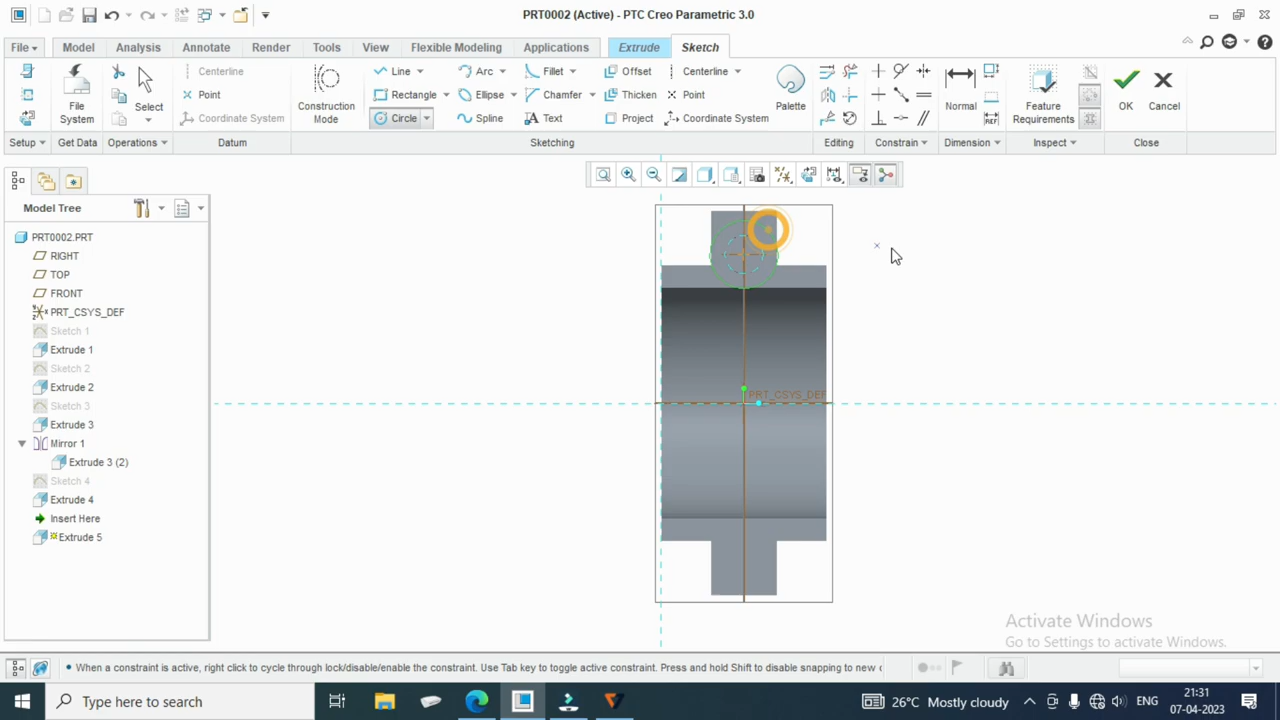 PRT0002 (Active) - PTC Creo Parametric 3.0
File Model Analysis Annotate Render Tools View Flexible Modeling Applications Extrude Sketch
Centerline Line Arc Fillet Offset Centerline
Point Rectangle Ellipse Chamfer Thicken Point
Coordinate System Circle Spline Text Project Coordinate System
File System Select Construction Mode Palette Normal Feature Requirements OK Cancel
Setup Get Data Operations Datum Sketching Editing Constrain Dimension Inspect Close
Model Tree
PRT0002.PRT
RIGHT
TOP
FRONT
PRT_CSYS_DEF
Sketch 1
Extrude 1
Sketch 2
Extrude 2
Sketch 3
Extrude 3
Mirror 1
Extrude 3 (2)
Sketch 4
Extrude 4
Insert Here
Extrude 5
PRT_CSYS_DEF
Activate Windows
Go to Settings to activate Windows.
When a constraint is active, right click to cycle through lock/disable/enable the constraint. Use Tab key to toggle active constraint. Press and hold Shift to disable snapping to new
Type here to search
26°C Mostly cloudy
ENG
21:31
07-04-2023